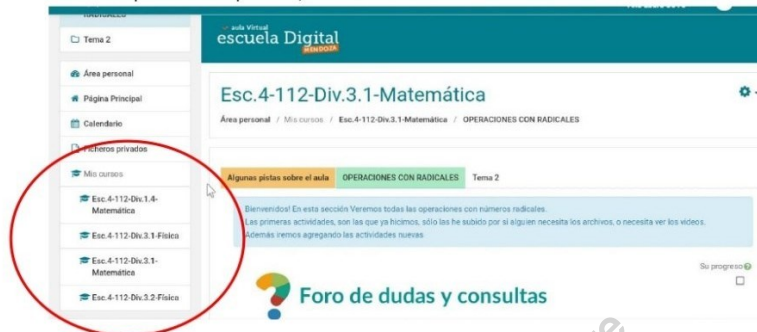 Tema 2
Área personal
Página Principal
Calendario
Ficheros privados
Mis cursos
Esc.4-112-Div.1.4-
Matemática
Esc.4-112-Div.3.1-Física
Esc.4-112-Div.3.1-
Matemática
Esc.4-112-Div.3.2-Física
aula Virtual
escuela Digital
MENDOZA
Esc.4-112-Div.3.1-Matemática
Área personal / Mis cursos / Esc.4-112-Div.3.1-Matemática / OPERACIONES CON RADICALES
Algunas pistas sobre el aula OPERACIONES CON RADICALES Tema 2
Bienvenidos! En esta sección Veremos todas las operaciones con números radicales.
Las primeras actividades, son las que ya hicimos, sólo las he subido por si alguien necesita los archivos, o necesita ver los videos.
Además iremos agregando las actividades nuevas.
Su progreso
Foro de dudas y consultas